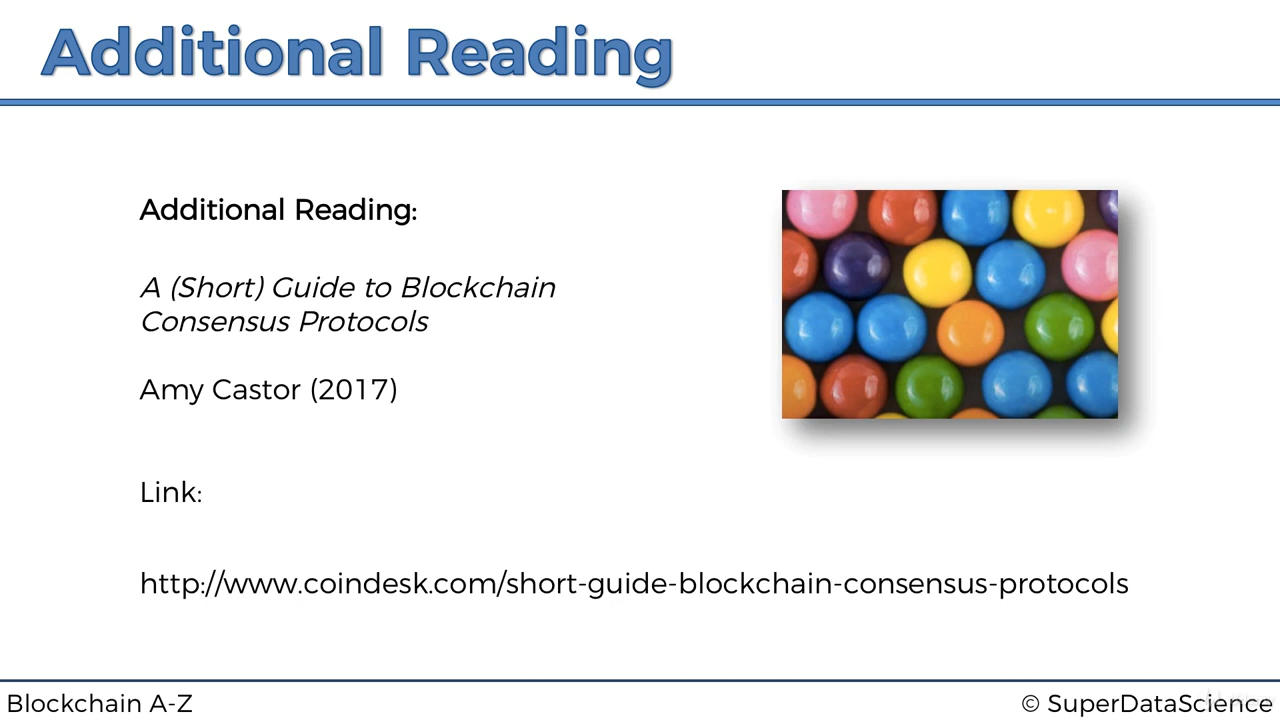 Additional Reading
Additional Reading:
A (Short) Guide to Blockchain
Consensus Protocols
Amy Castor (2017)
Link:
http://www.coindesk.com/short-guide-blockchain-consensus-protocols
Blockchain A-Z
© SuperDataScience